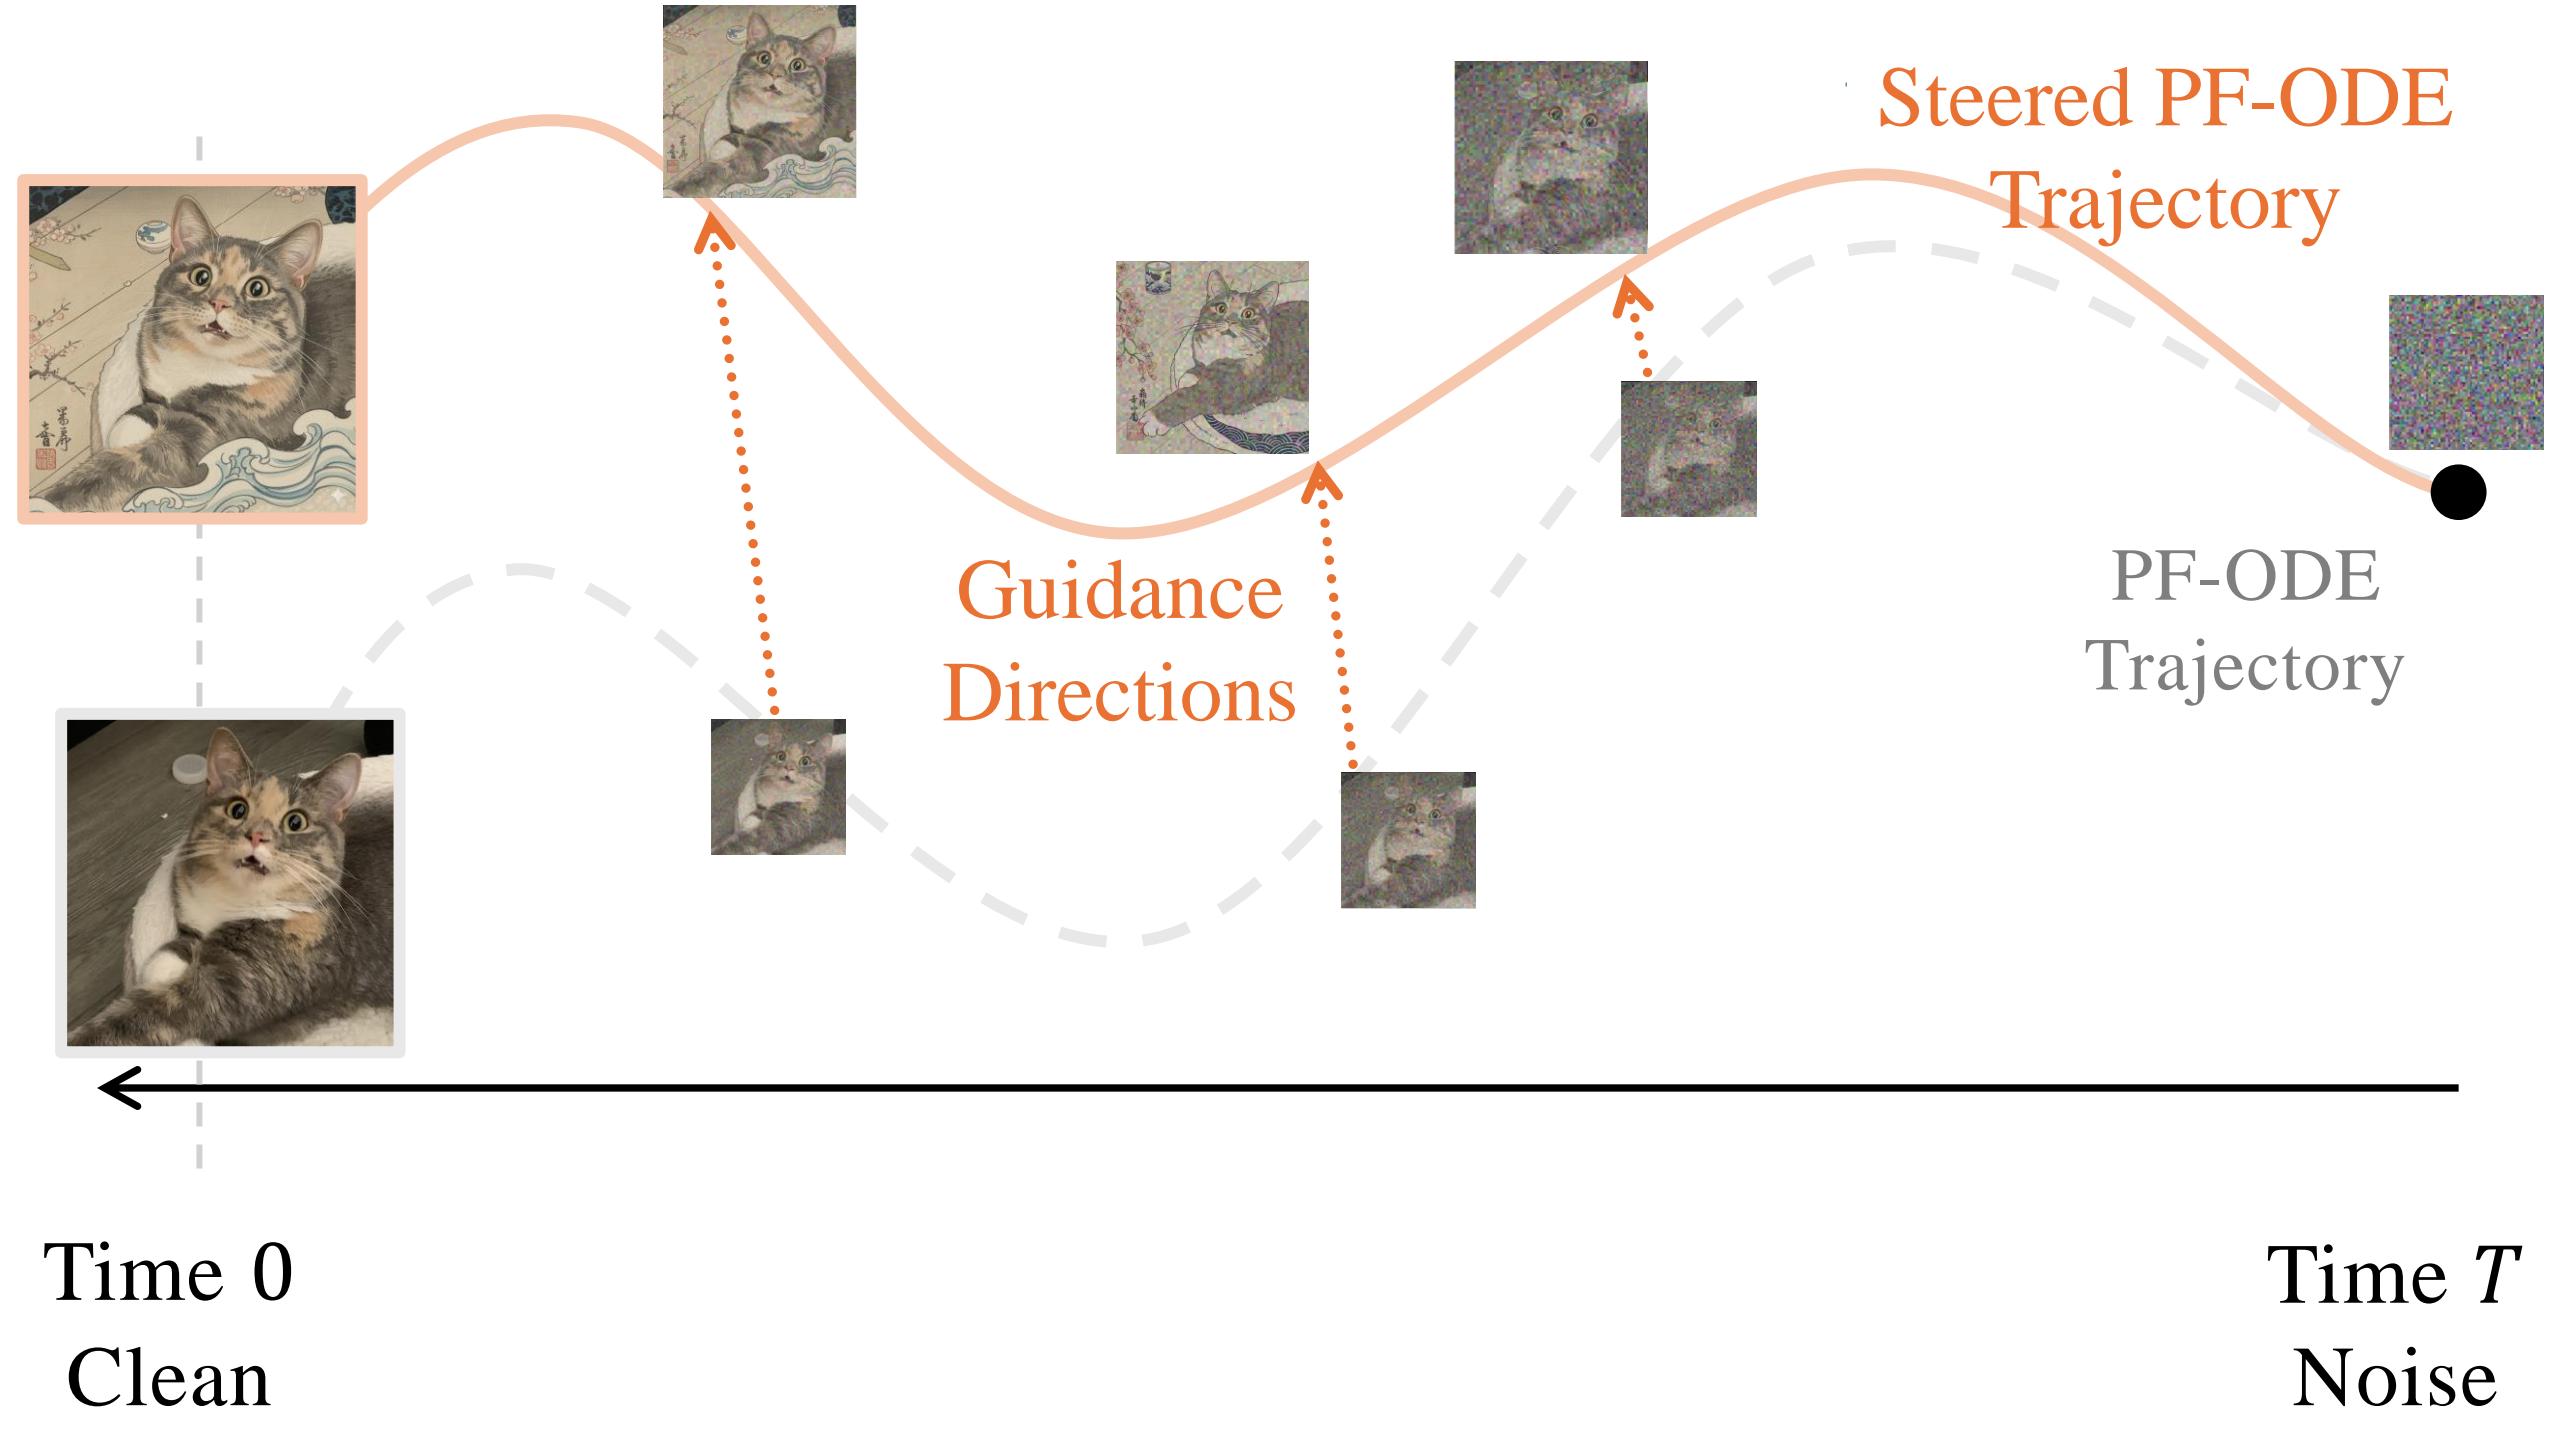 Steered PF-ODE
Trajectory
Guidance
Directions
PF-ODE
Trajectory
Time 0
Clean
Time T
Noise